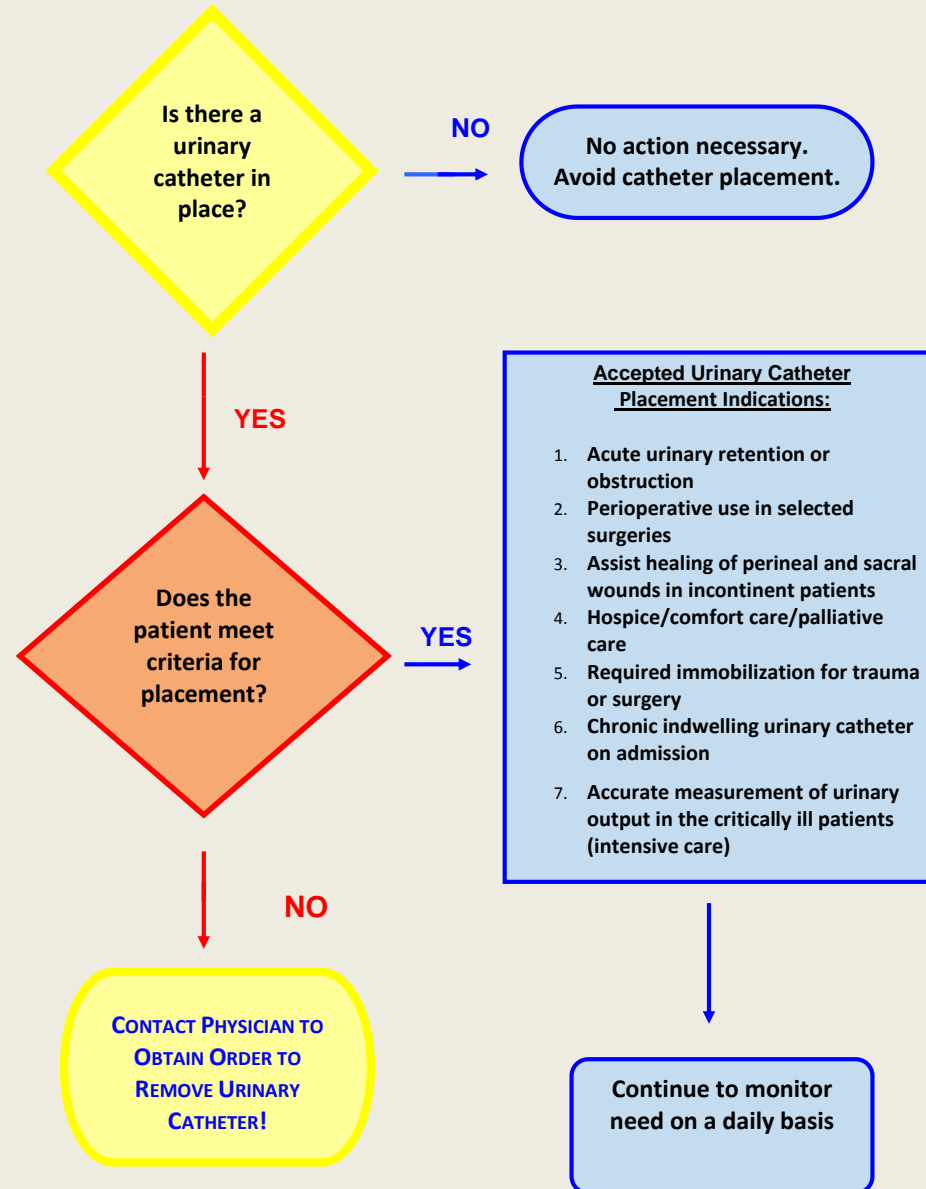 Is there a
urinary
catheter in
place?
NO
No action necessary.
Avoid catheter placement.
YES
Does the
patient meet
criteria for
placement?
YES
Accepted Urinary Catheter
Placement Indications:
1. Acute urinary retention or
obstruction
2. Perioperative use in selected
surgeries
3. Assist healing of perineal and sacral
wounds in incontinent patients
4. Hospice/comfort care/palliative
care
5. Required immobilization for trauma
or surgery
6. Chronic indwelling urinary catheter
on admission
7. Accurate measurement of urinary
output in the critically ill patients
(intensive care)
NO
CONTACT PHYSICIAN TO
OBTAIN ORDER TO
REMOVE URINARY
CATHETER!
Continue to monitor
need on a daily basis